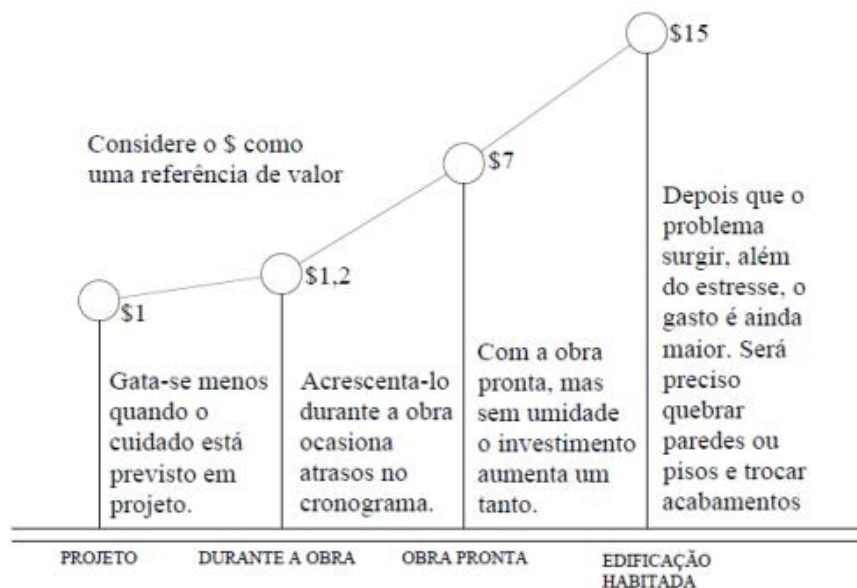 $15
Considere o $ como
uma referência de valor
$7
$1,2
$1
Gata-se menos
quando o
cuidado está
previsto em
projeto.
Acrescenta-lo
durante a obra
ocasiona
atrasos no
cronograma.
Com a obra
pronta, mas
sem umidade
o investimento
aumenta um
tanto.
Depois que o
problema
surgir, além
do estresse, o
gasto é ainda
maior. Será
preciso
quebrar
paredes ou
pisos e trocar
acabamentos
PROJETO
DURANTE A OBRA
OBRA PRONTA
EDIFICAÇÃO
HABITADA